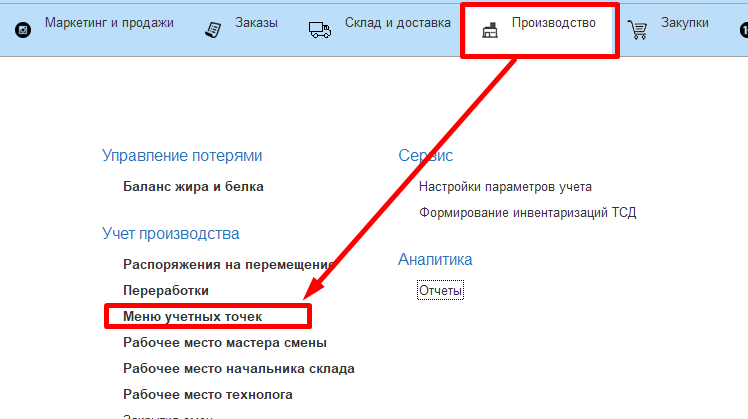 Маркетинг и продажи
Заказы
Склад и доставка
Производство
Закупки
Управление потерями
Баланс жира и белка
Учет производства
Распоряжения на перемещение
Переработки
Меню учетных точек
Рабочее место мастера смены
Рабочее место начальника склада
Рабочее место технолога
Сервис
Настройки параметров учета
Формирование инвентаризаций ТСД
Аналитика
Отчеты